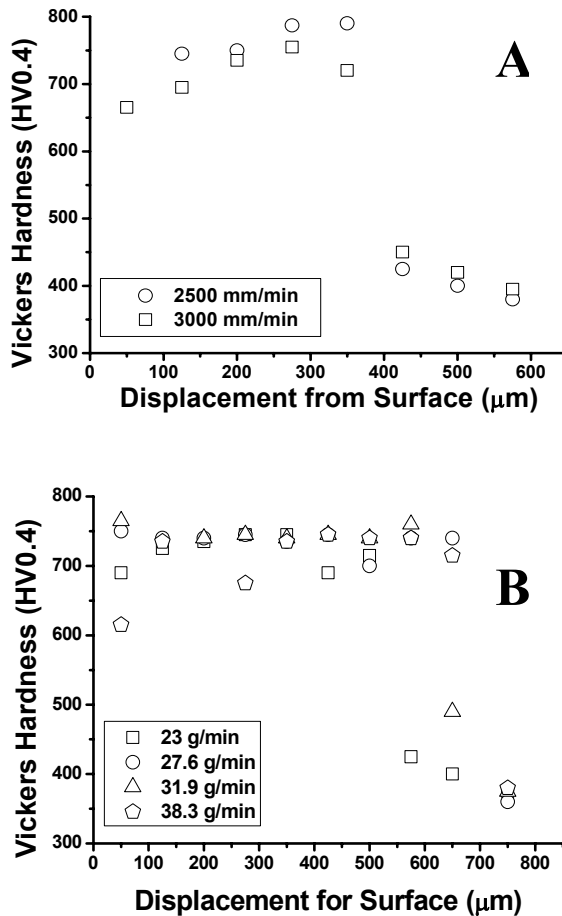 A
Vickers Hardness (HV0.4)
800
700
600
500
400
300
2500 mm/min
3000 mm/min
0 100 200 300 400 500 600
Displacement from Surface (μm)
B
Vickers Hardness (HV0.4)
800
700
600
500
400
300
23 g/min
27.6 g/min
31.9 g/min
38.3 g/min
0 100 200 300 400 500 600 700 800
Displacement for Surface (μm)